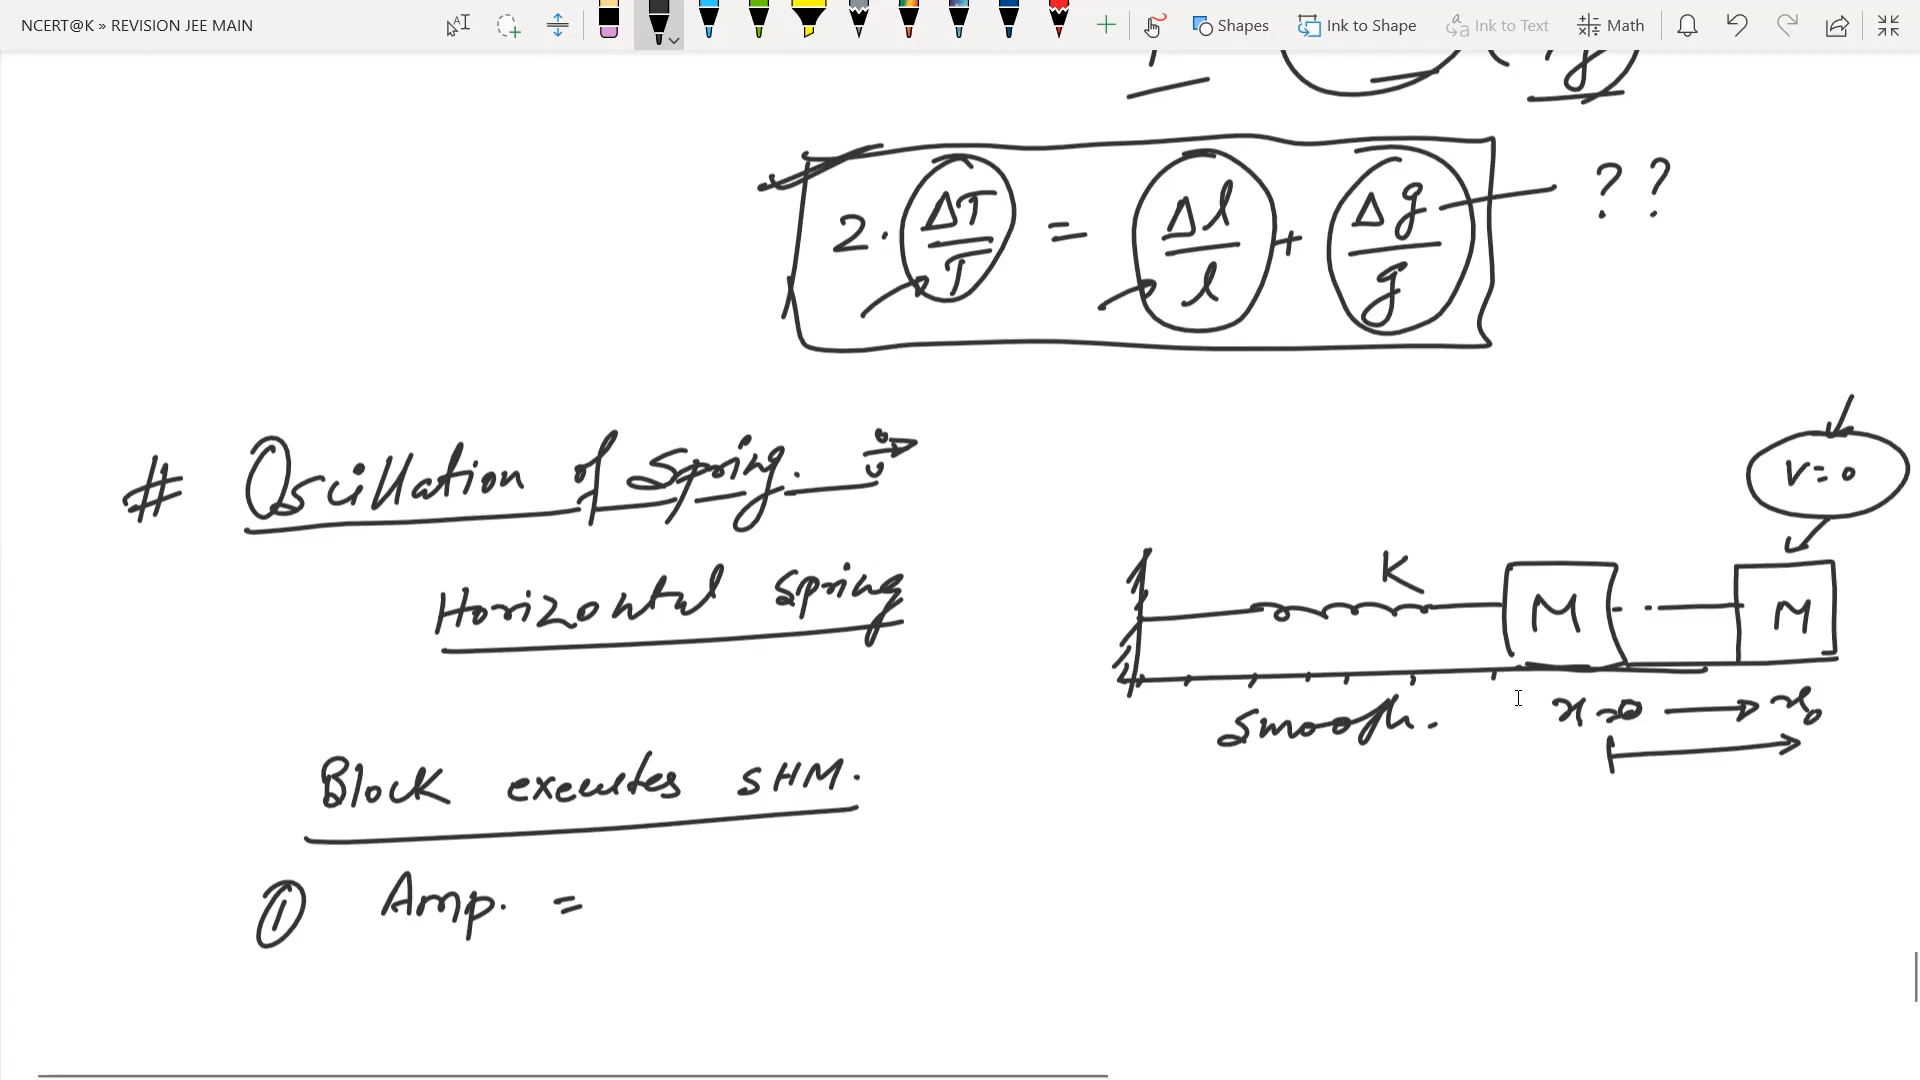 NCERT@K » REVISION JEE MAIN
Shapes
Ink to Shape
Ink to Text
Math
2 · ΔT/T = Δl/l + Δg/g ??
# Oscillation of Spring.
V=0
Horizontal Spring
K
M
M
x=0 → x₀
Smooth.
Block executes SHM.
① Amp. =